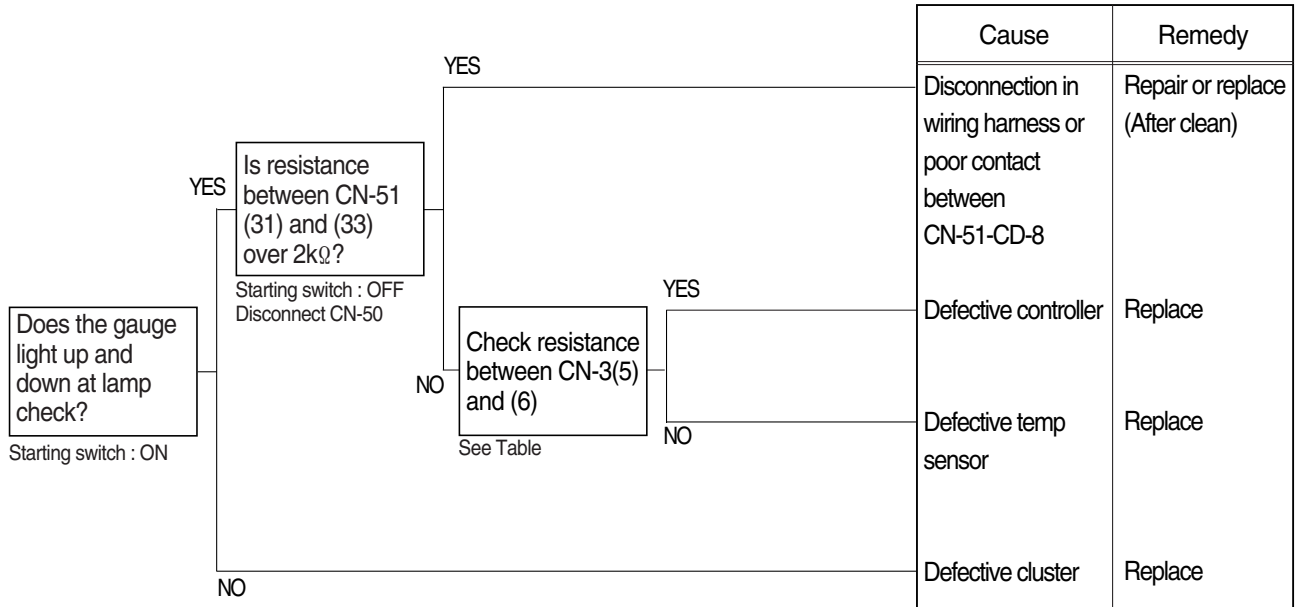 Cause
Remedy
YES
Disconnection in
wiring harness or
poor contact
between
CN-51-CD-8
Repair or replace
(After clean)
YES
Is resistance
between CN-51
(31) and (33)
over 2kΩ?
Starting switch : OFF
Disconnect CN-50
YES
Defective controller
Replace
Does the gauge
light up and
down at lamp
check?
Starting switch : ON
NO
Check resistance
between CN-3(5)
and (6)
See Table
NO
Defective temp
sensor
Replace
NO
Defective cluster
Replace